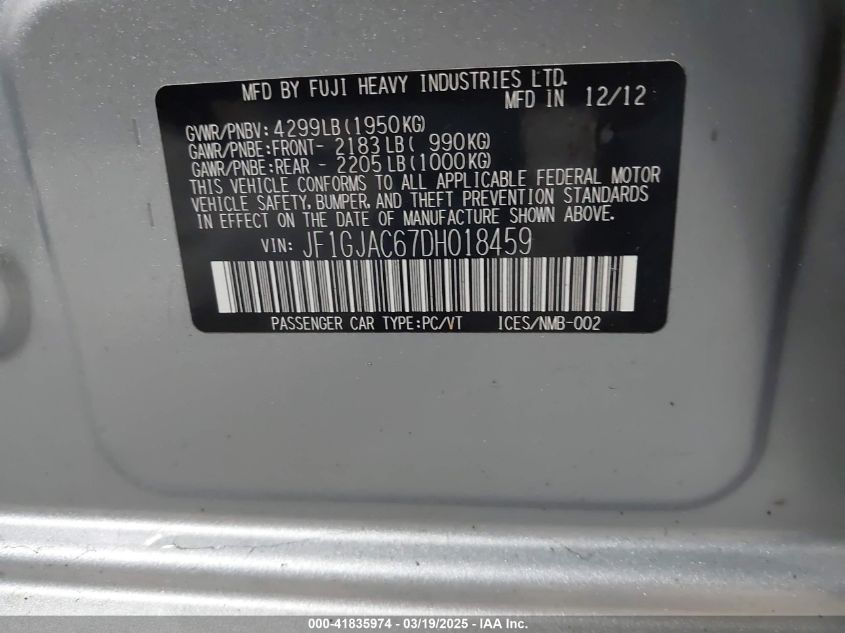 MFD BY FUJI HEAVY INDUSTRIES LTD.
MFD IN 12/12
GVWR/PNBV: 4299LB(1950KG)
GAWR/PNBE:FRONT- 2183LB( 990KG)
GAWR/PNBE:REAR - 2205LB(1000KG)
THIS VEHICLE CONFORMS TO ALL APPLICABLE FEDERAL MOTOR
VEHICLE SAFETY, BUMPER, AND THEFT PREVENTION STANDARDS
IN EFFECT ON THE DATE OF MANUFACTURE SHOWN ABOVE.
VIN: JF1GJAC67DH018459
PASSENGER CAR TYPE:PC/VT ICES/NMB-002
000-41835974 - 03/19/2025 - IAA Inc.